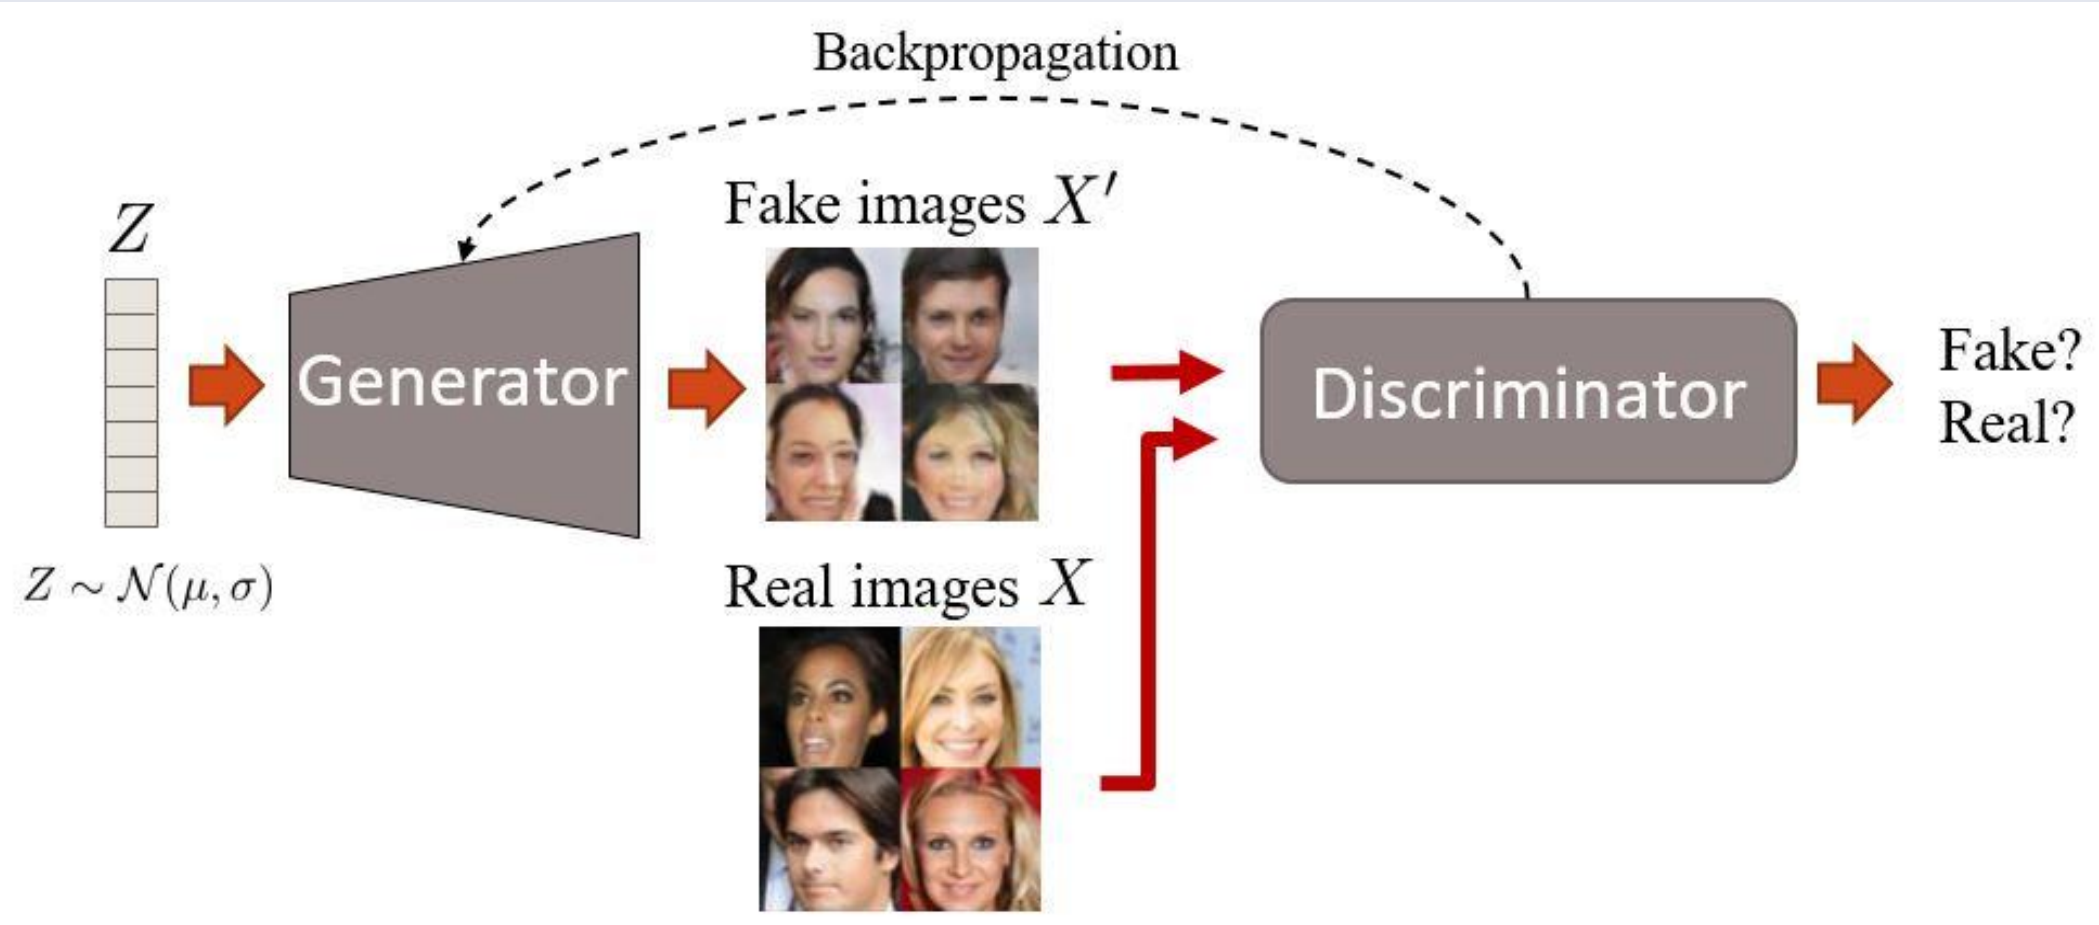 Backpropagation
Z
Fake images X′
Generator
Discriminator
Fake?
Real?
Z ∼ 𝒩(μ, σ)
Real images X